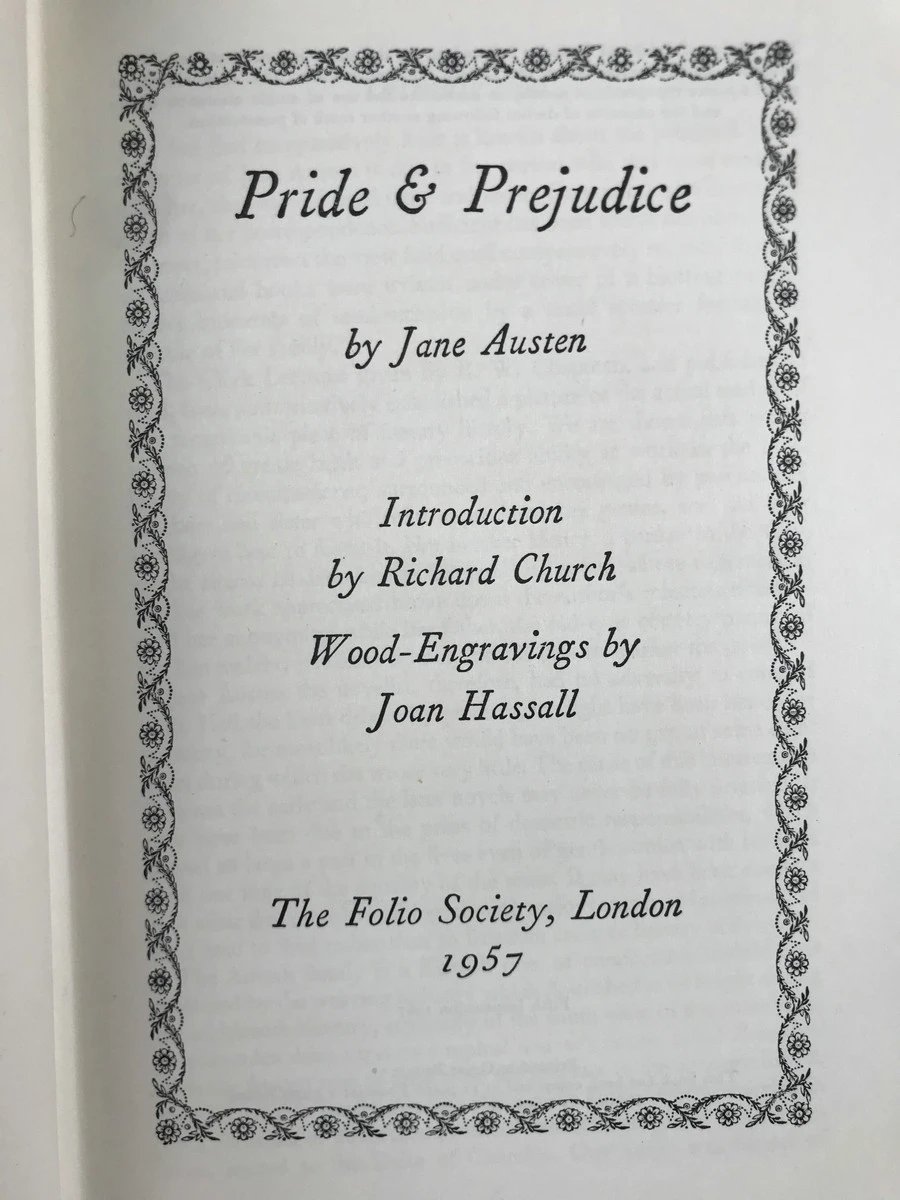 Pride & Prejudice
by Jane Austen
Introduction
by Richard Church
Wood-Engravings by
Joan Hassall
The Folio Society, London
1957